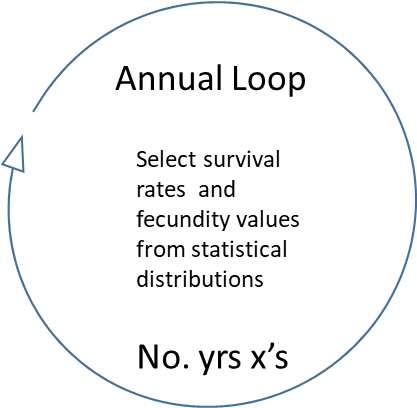 Annual Loop
Select survival
rates  and
fecundity values
from statistical
distributions
No. yrs x’s